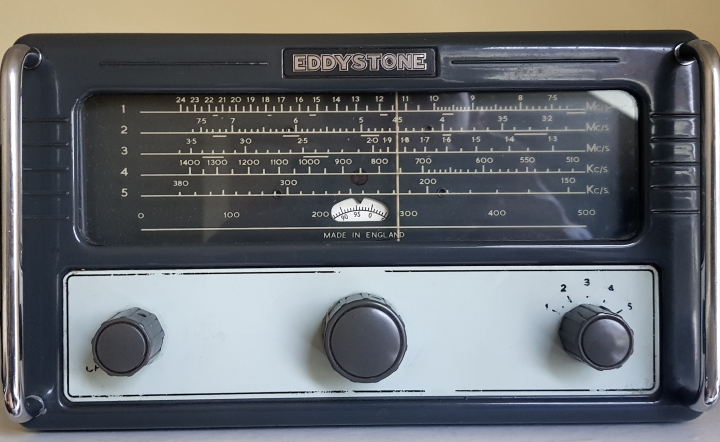 EDDYSTONE
1 24 23 22 21 20 19 18 17 16 15 14 13 12 11 10 9 8 7·5 Mc/s
2 7·5 7 6 5 4·5 4 3·5 3·2 Mc/s
3 3·5 30 2·5 2·0 1·9 1·8 1·7 1·6 1·5 1·4 1·3 Mc/s
4 1400 1300 1200 1100 1000 900 800 700 600 550 510 Kc/s
5 380 300 200 150 Kc/s
0 100 200 300 400 500
90 95 0
MADE IN ENGLAND
1 2 3 4 5